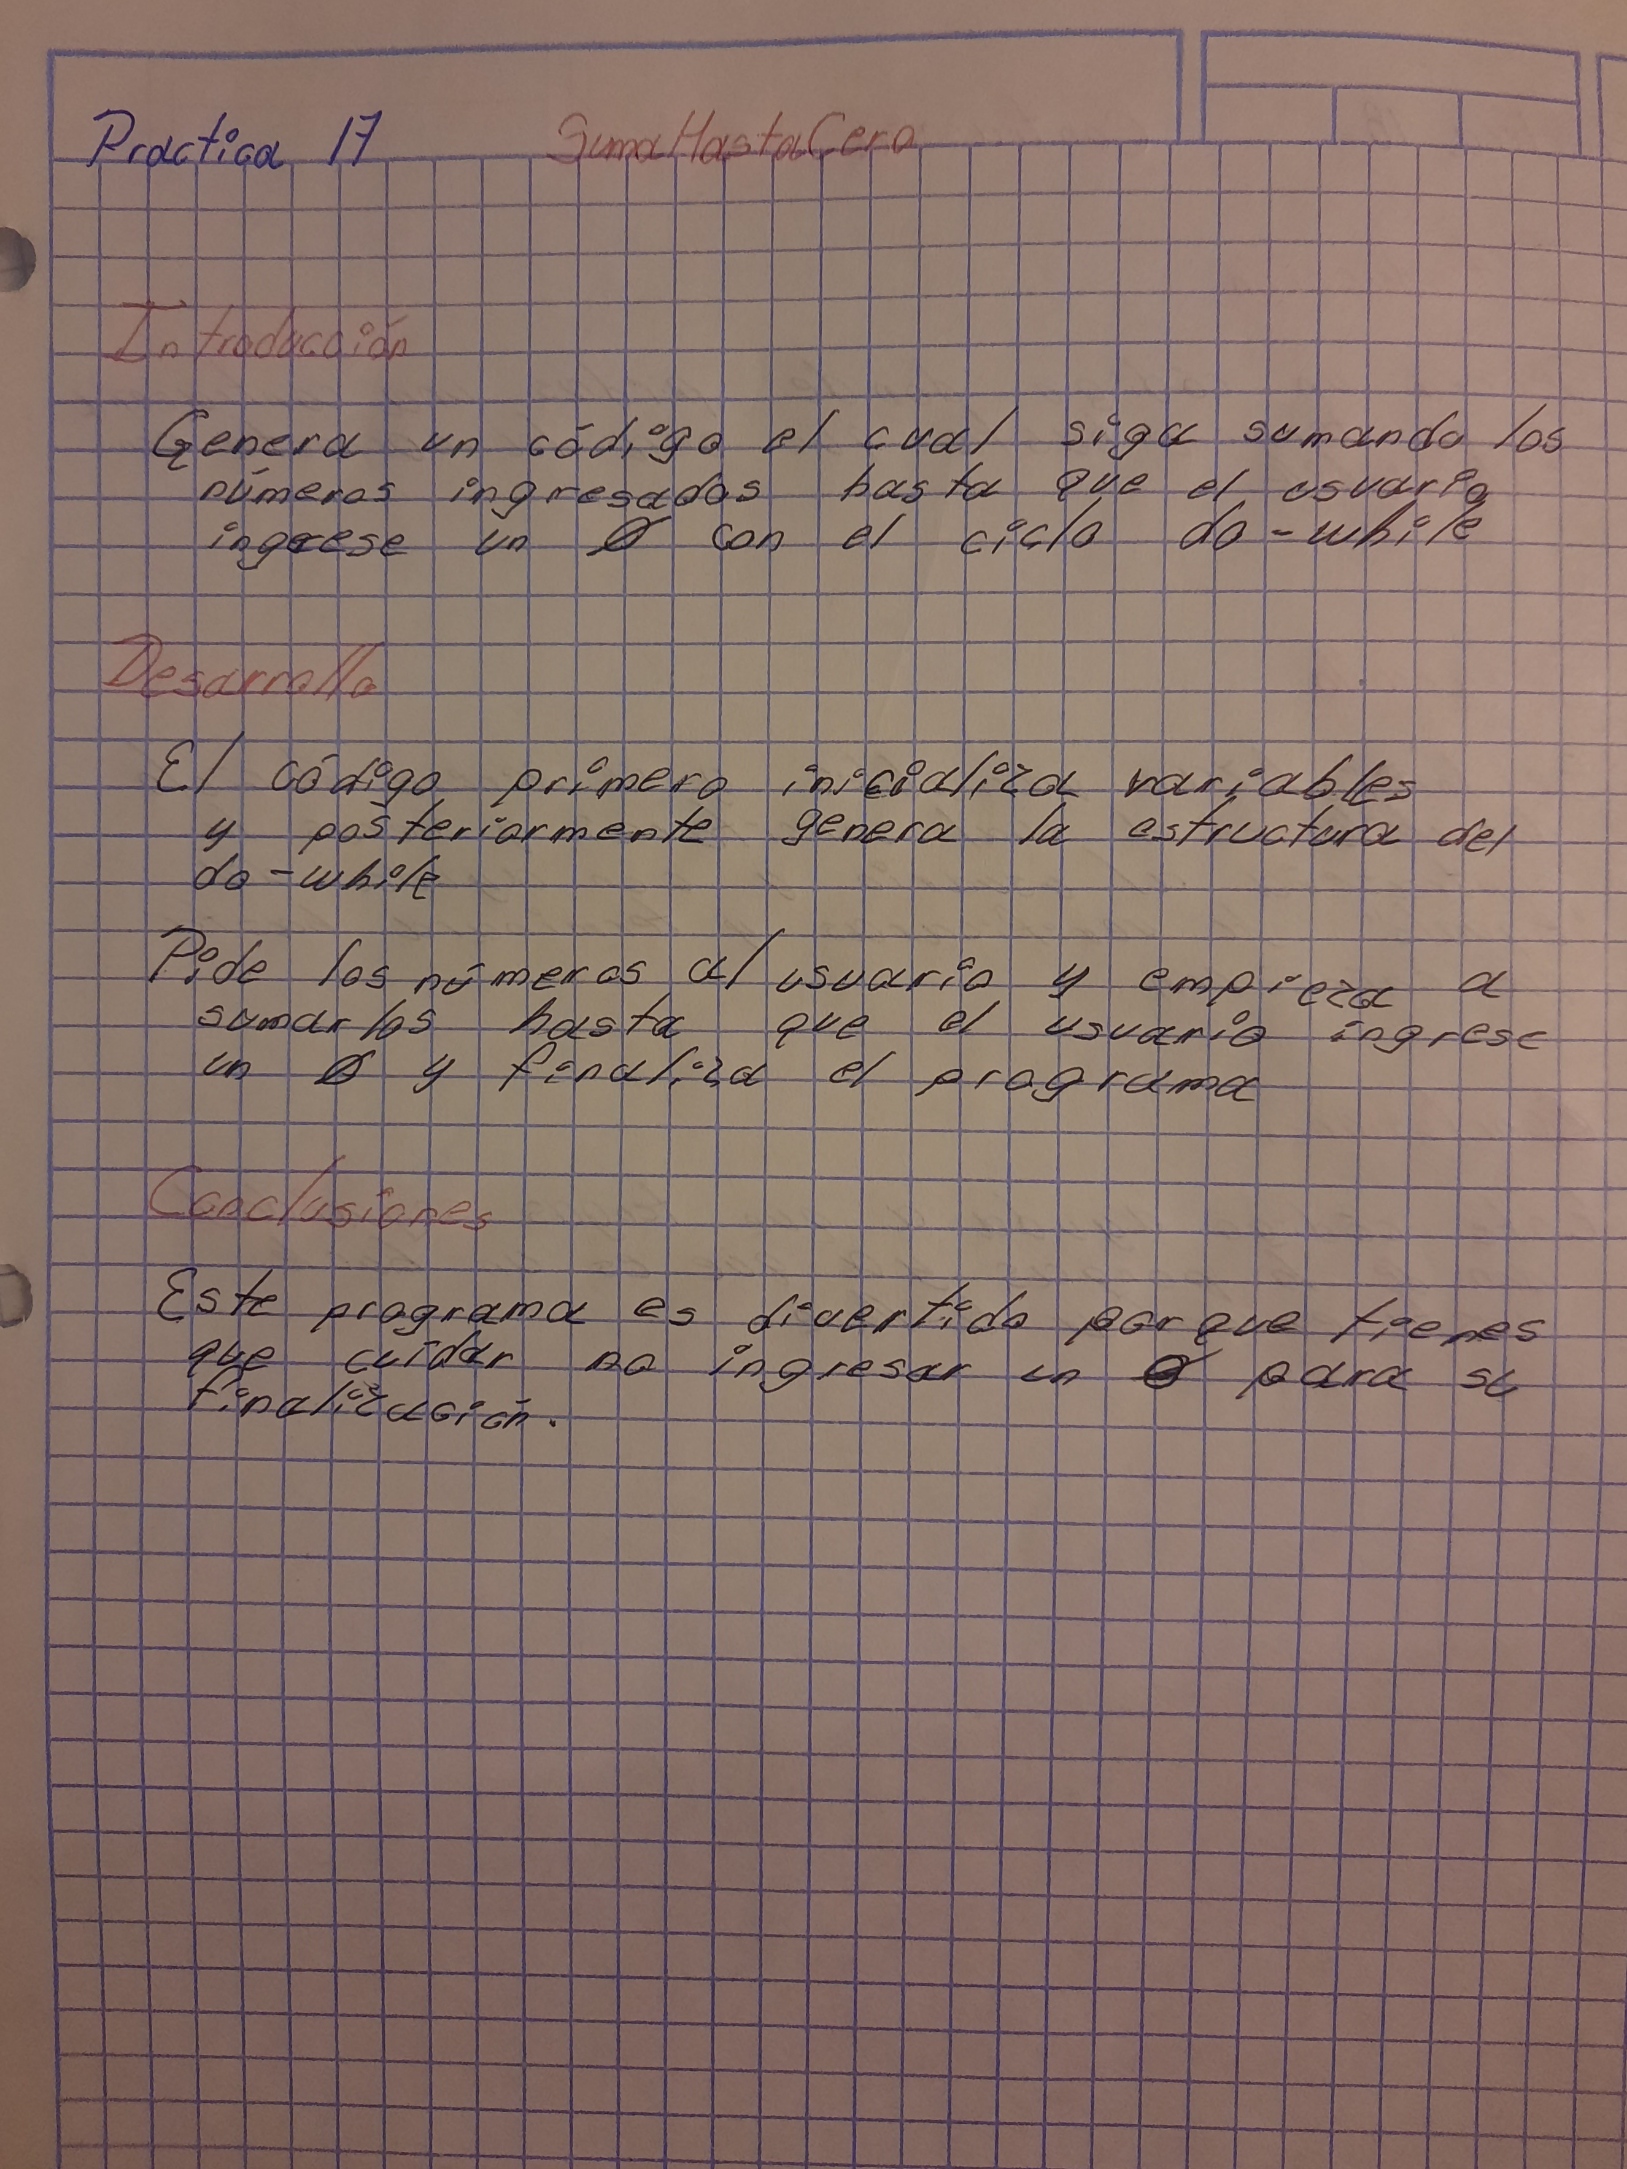 Practica 17 SumaHastaCero
Introducción
Genera un código el cual siga sumando los
números ingresados hasta que el usuario
ingrese un 0 con el ciclo do-while
Desarrollo
El código primero inicializa variables
y posteriormente genera la estructura del
do-while
Pide los números al usuario y empieza a
sumarlos hasta que el usuario ingrese
un 0 y finaliza el programa
Conclusiones
Este programa es divertido porque tienes
que cuidar no ingresar un 0 para su
finalización.